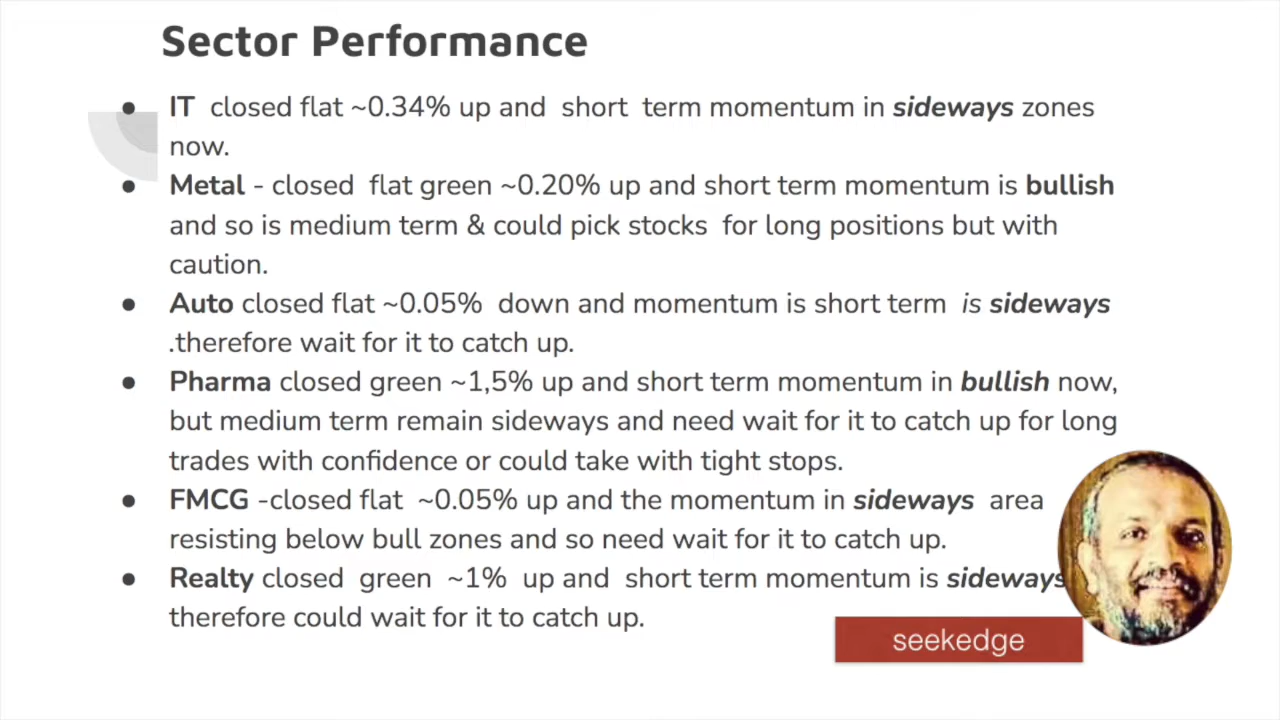 Sector Performance
● IT closed flat ~0.34% up and short term momentum in sideways zones
now.
● Metal - closed flat green ~0.20% up and short term momentum is bullish
and so is medium term & could pick stocks for long positions but with
caution.
● Auto closed flat ~0.05% down and momentum is short term is sideways
.therefore wait for it to catch up.
● Pharma closed green ~1,5% up and short term momentum in bullish now,
but medium term remain sideways and need wait for it to catch up for long
trades with confidence or could take with tight stops.
● FMCG -closed flat ~0.05% up and the momentum in sideways area
resisting below bull zones and so need wait for it to catch up.
● Realty closed green ~1% up and short term momentum is sideways
therefore could wait for it to catch up.
seekedge